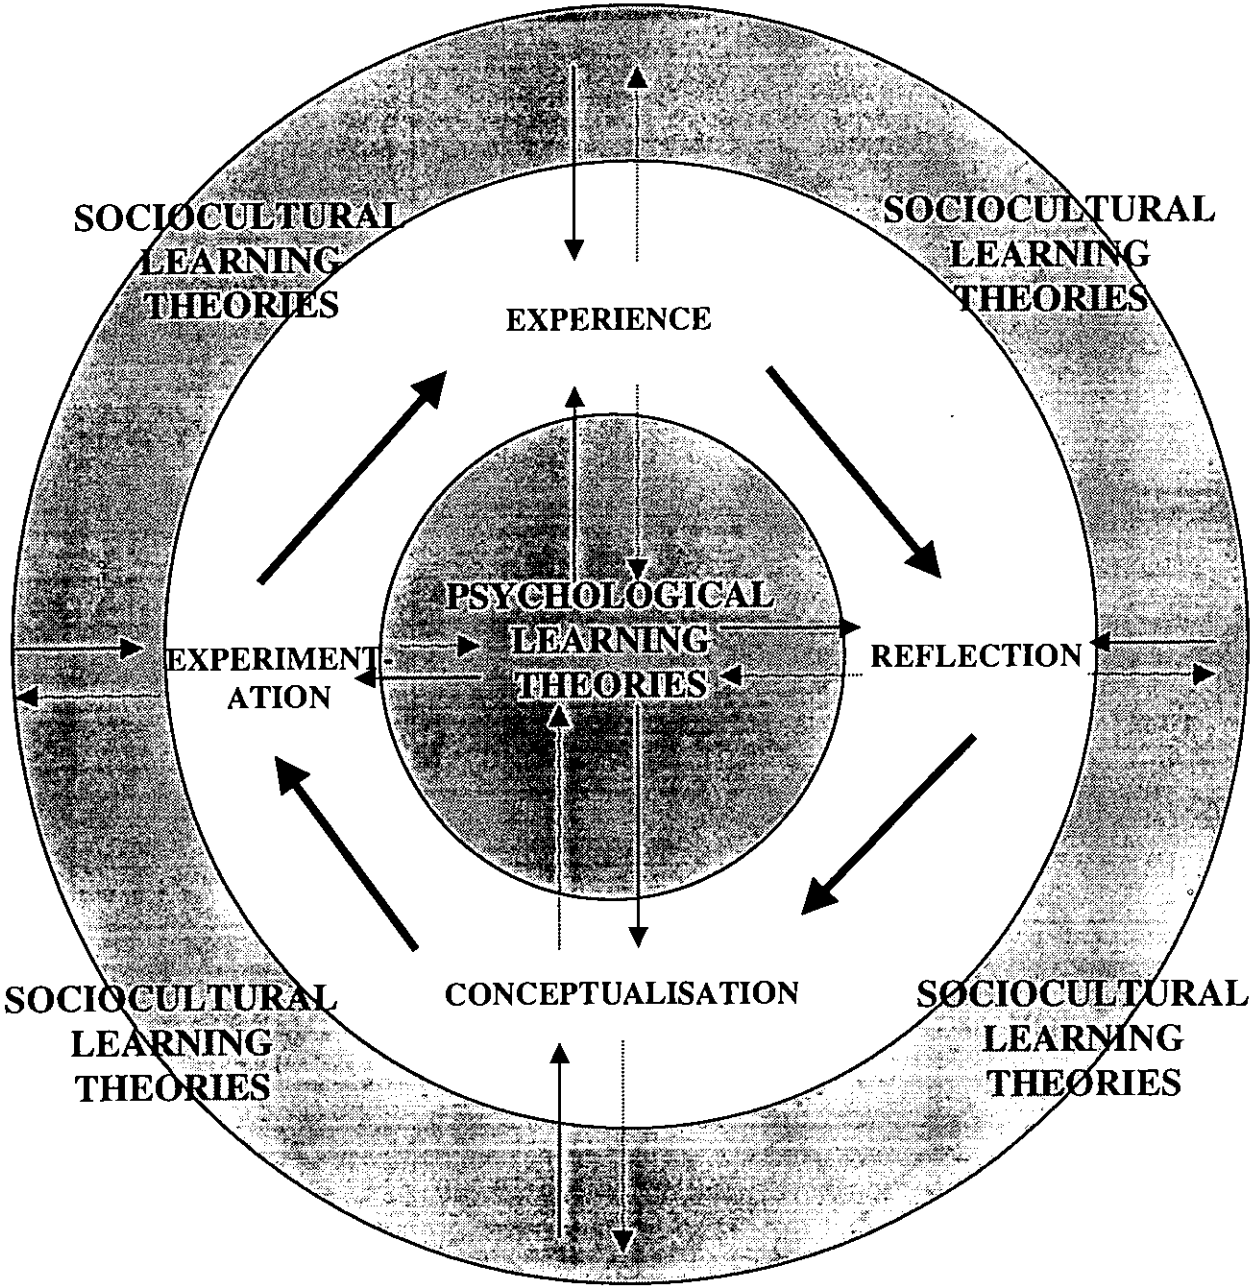 SOCIOCULTURAL
LEARNING
THEORIES
SOCIOCULTURAL
LEARNING
THEORIES
EXPERIENCE
PSYCHOLOGICAL
LEARNING
THEORIES
EXPERIMENT-
ATION
REFLECTION
CONCEPTUALISATION
SOCIOCULTURAL
LEARNING
THEORIES
SOCIOCULTURAL
LEARNING
THEORIES